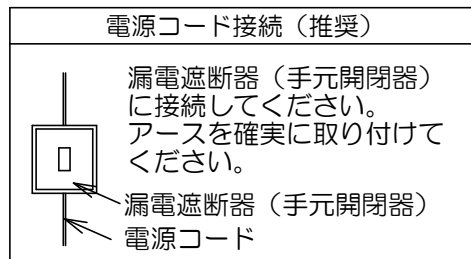 電源コード接続（推奨）
漏電遮断器（手元開閉器）
に接続してください。
アースを確実に取り付けて
ください。
漏電遮断器（手元開閉器）
電源コード